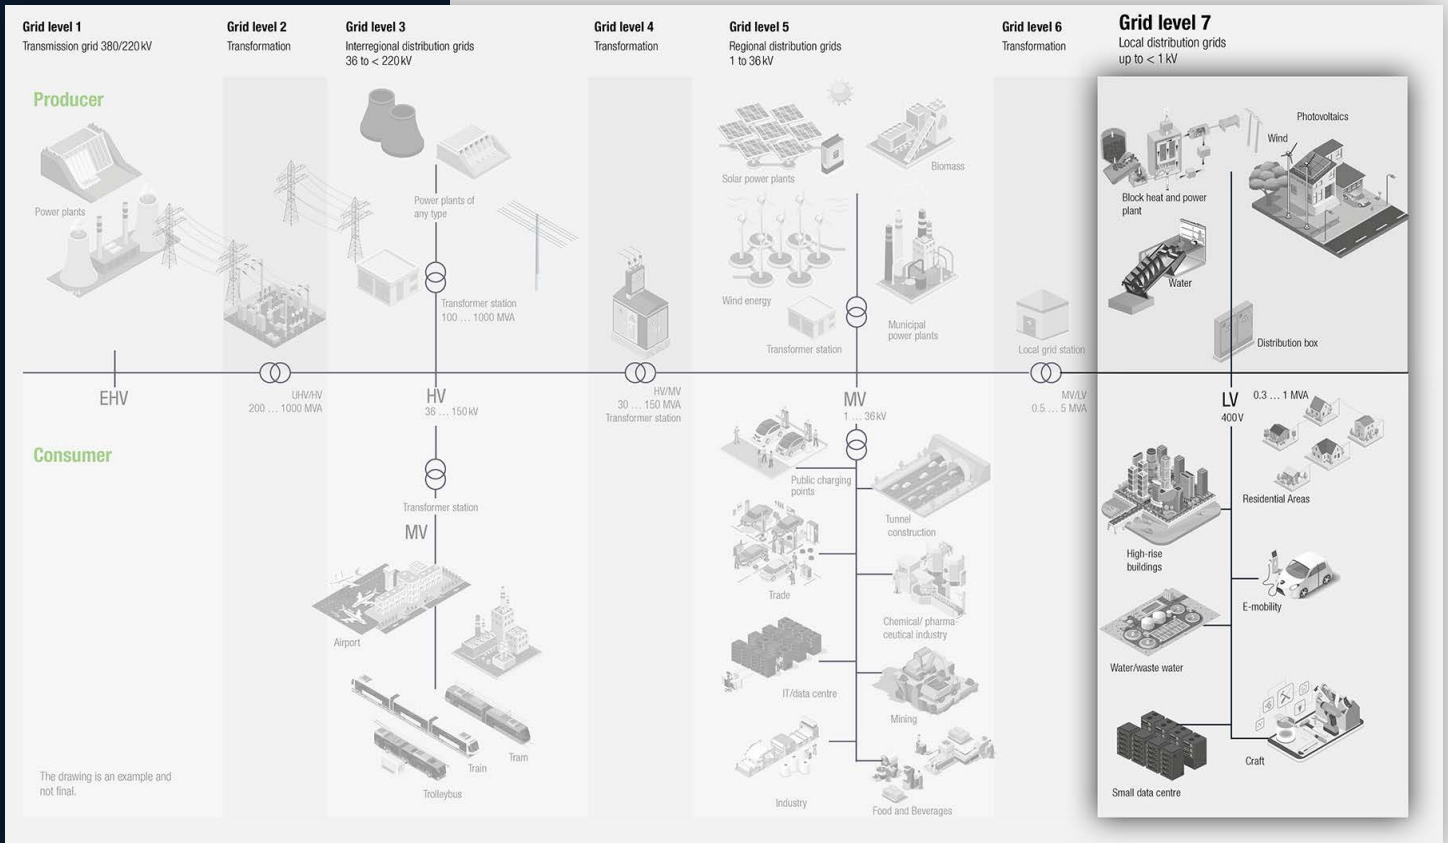 Grid level 1
Transmission grid 380/220 kV
Grid level 2
Transformation
Grid level 3
Interregional distribution grids
36 to < 220 kV
Grid level 4
Transformation
Grid level 5
Regional distribution grids
1 to 36 kV
Grid level 6
Transformation
Grid level 7
Local distribution grids
up to < 1 kV
Producer
Power plants
Power plants of
any type
Transformer station
100 … 1000 MVA
Solar power plants
Biomass
Wind energy
Municipal
power plants
Transformer station
Local grid station
Photovoltaics
Wind
Block heat and power
plant
Water
Distribution box
EHV
UHV/HV
200 … 1000 MVA
HV
36 … 150 kV
HV/MV
30 … 150 MVA
Transformer station
MV
1 … 36 kV
MV/LV
0.5 … 5 MVA
LV
400 V
0.3 … 1 MVA
Consumer
Transformer station
MV
Airport
Train
Tram
Trolleybus
Public charging
points
Tunnel
construction
Trade
Chemical/ pharma-
ceutical industry
IT/data centre
Mining
Industry
Food and Beverages
Residential Areas
High-rise
buildings
E-mobility
Water/waste water
Craft
Small data centre
The drawing is an example and
not final.